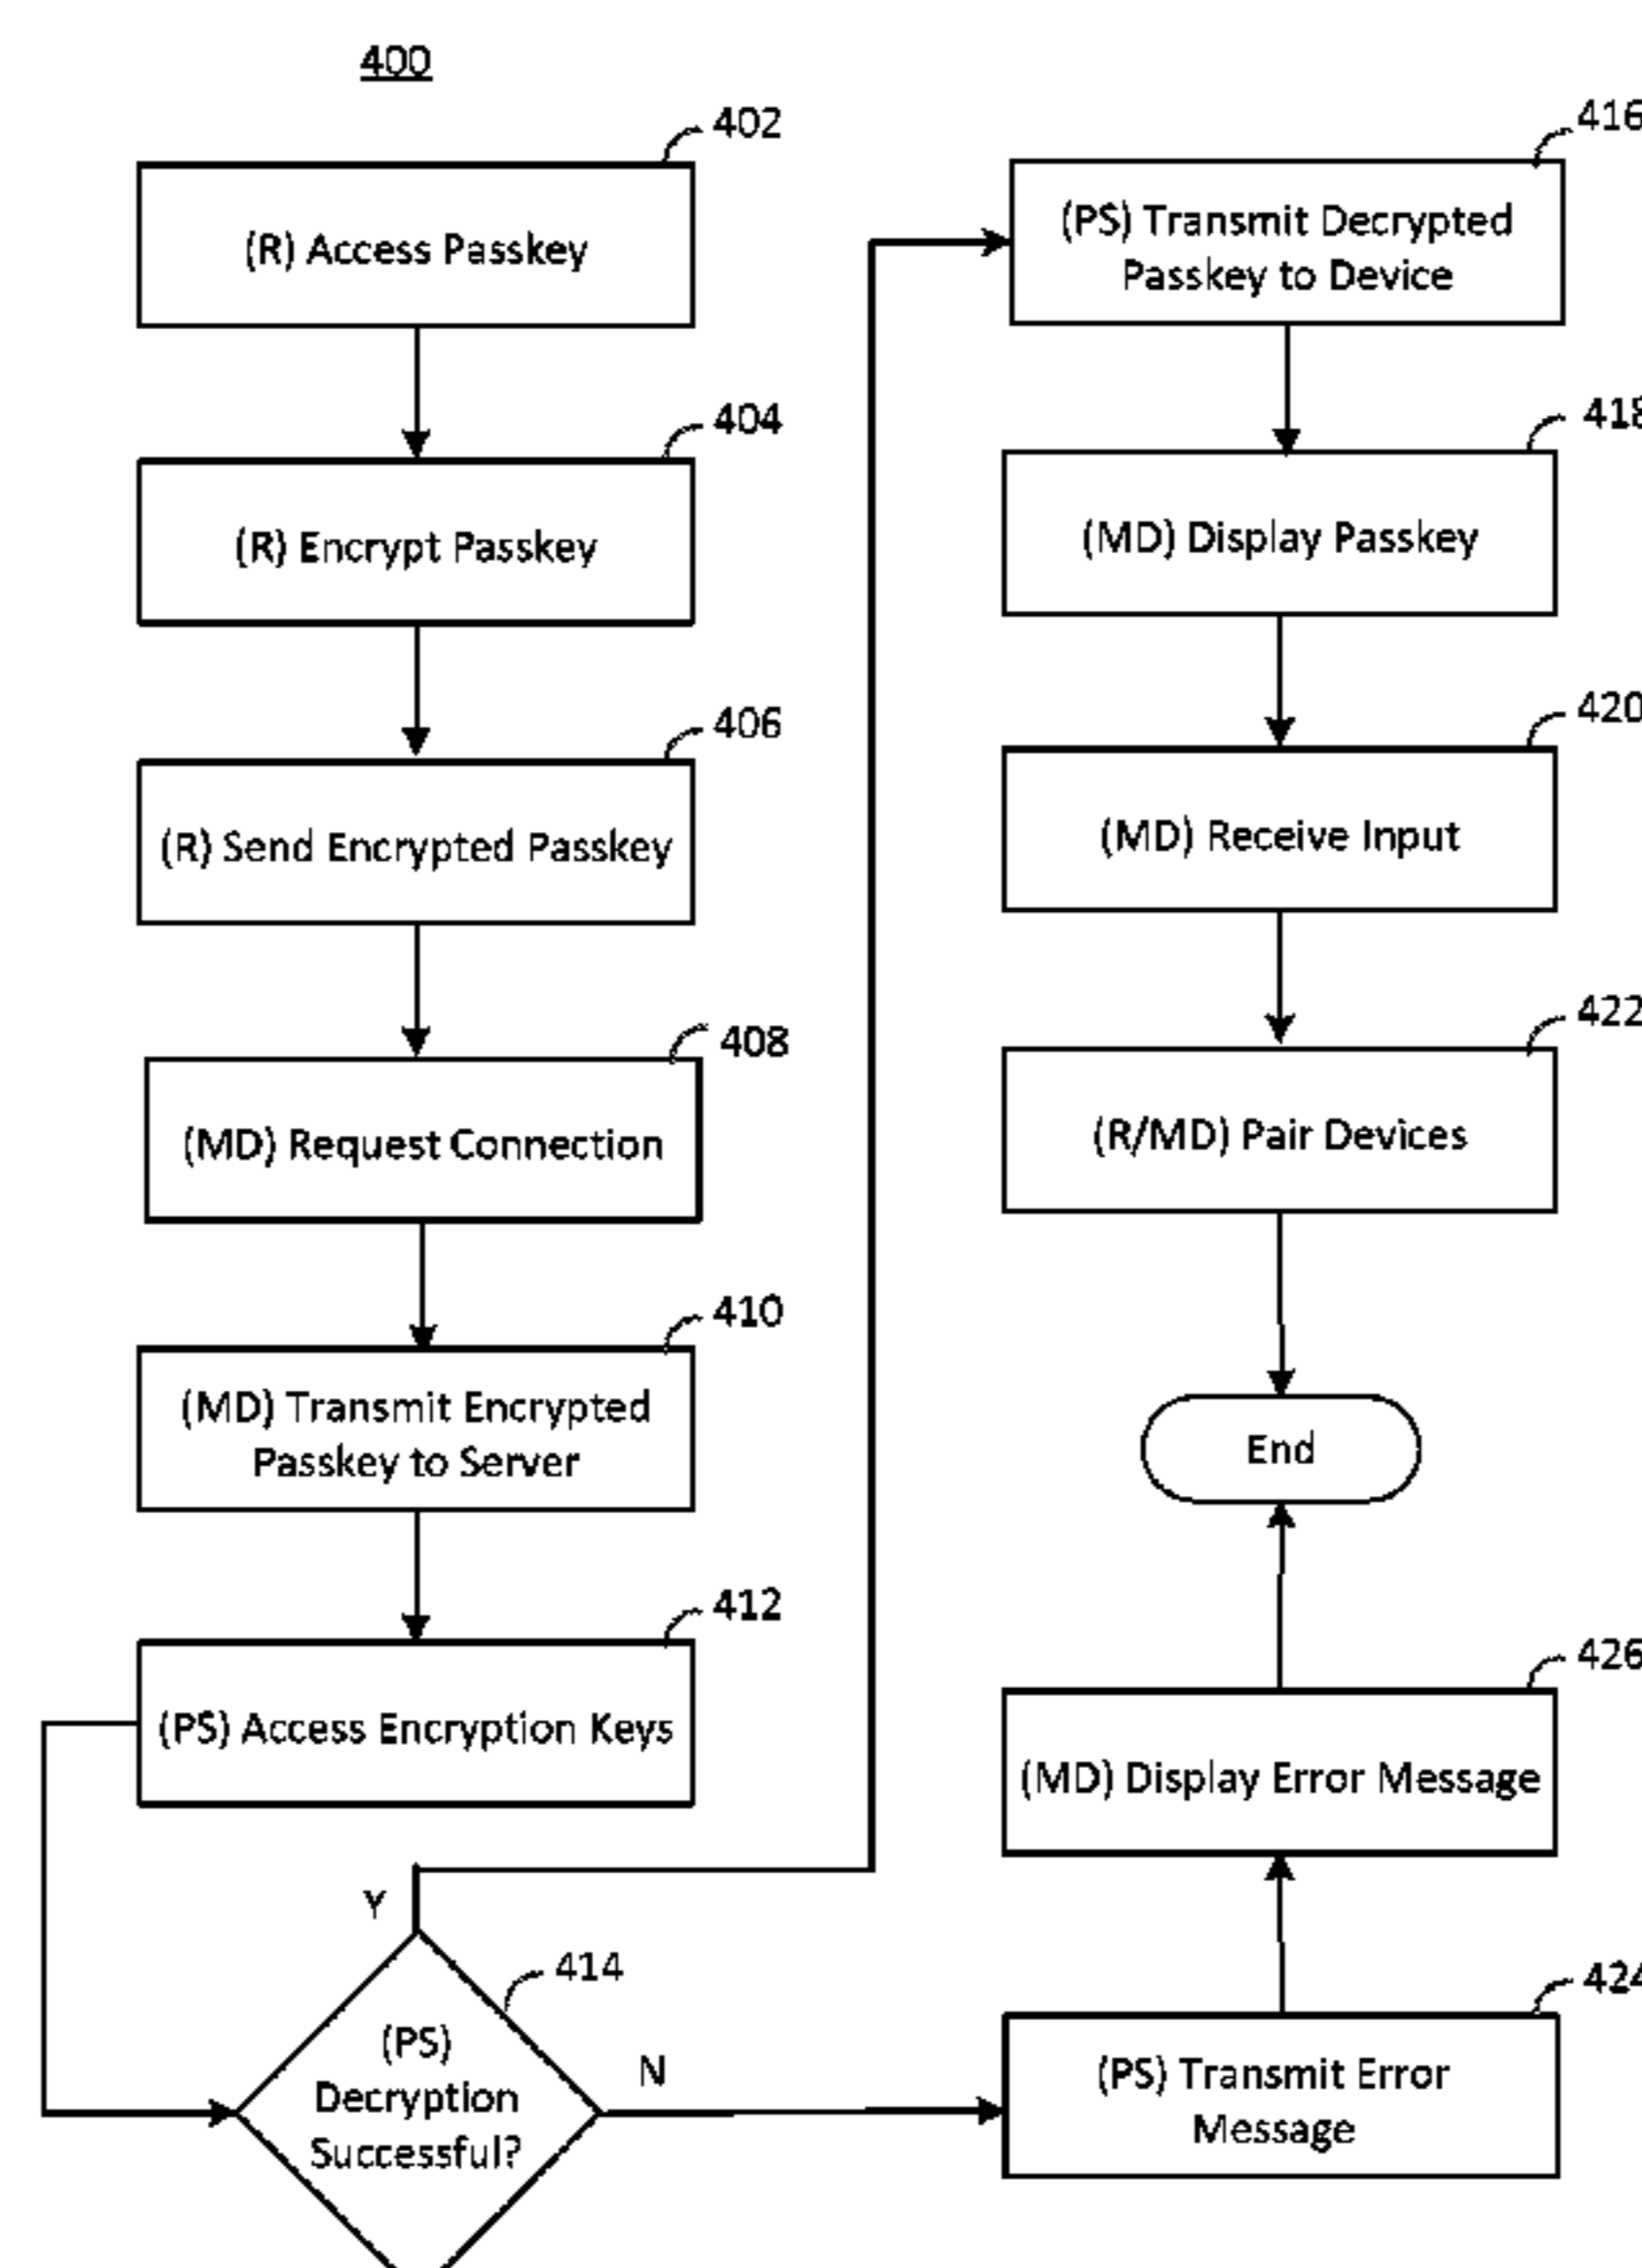 400
402
(R) Access Passkey
404
(R) Encrypt Passkey
406
(R) Send Encrypted Passkey
408
(MD) Request Connection
410
(MD) Transmit Encrypted
Passkey to Server
412
(PS) Access Encryption Keys
Y
414
(PS)
Decryption
Successful?
N
416
(PS) Transmit Decrypted
Passkey to Device
418
(MD) Display Passkey
420
(MD) Receive Input
422
(R/MD) Pair Devices
End
426
(MD) Display Error Message
424
(PS) Transmit Error
Message